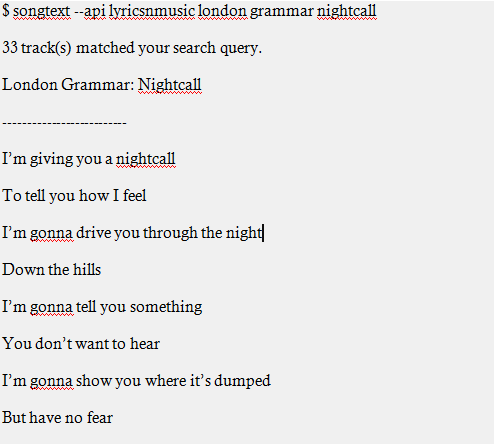 $ songtext --api lyricsnmusic london grammar nightcall
33 track(s) matched your search query.
London Grammar: Nightcall
-------------------------
I’m giving you a nightcall
To tell you how I feel
I’m gonna drive you through the night
Down the hills
I’m gonna tell you something
You don’t want to hear
I’m gonna show you where it’s dumped
But have no fear